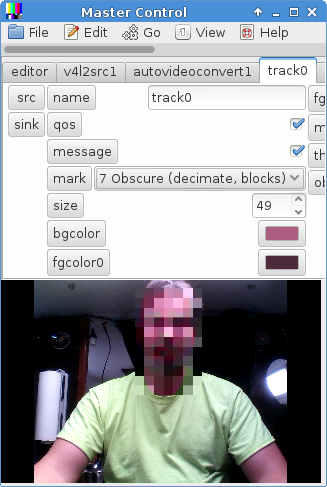 Master Control
File Edit Go View Help
editor v4l2src1 autovideoconvert1 track0
src name track0 fg
sink qos
message
mark 7 Obscure (decimate, blocks) th
size 49
bgcolor
fgcolor0